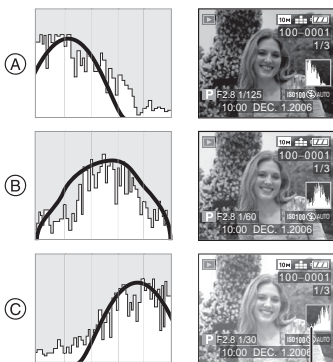 A
10M
100-0001
1/3
P F2.8 1/125 ISO100 AUTO
10:00 DEC. 1.2006
B
10M
100-0001
1/3
P F2.8 1/60 ISO100 AUTO
10:00 DEC. 1.2006
C
10M
100-0001
1/3
P F2.8 1/30 ISO100 AUTO
10:00 DEC. 1.2006